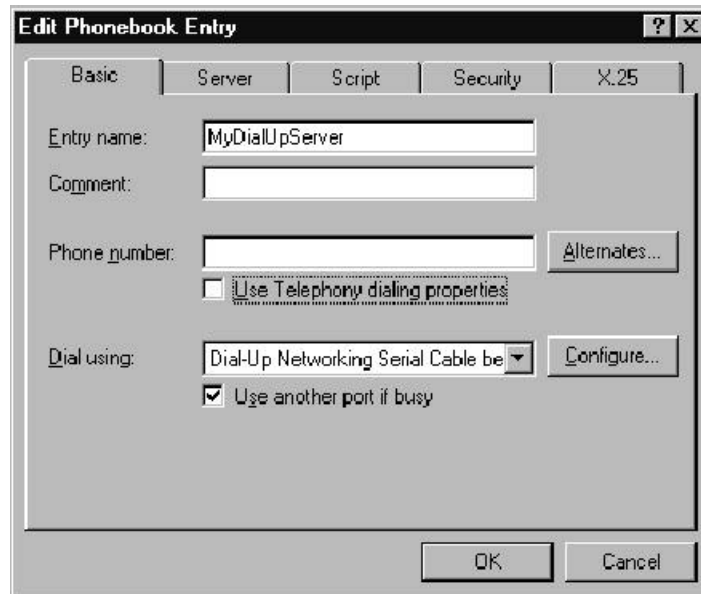 Edit Phonebook Entry
Basic Server Script Security X.25
Entry name: MyDialUpServer
Comment:
Phone number: Alternates...
Use Telephony dialing properties
Dial using: Dial-Up Networking Serial Cable be Configure...
Use another port if busy
OK Cancel